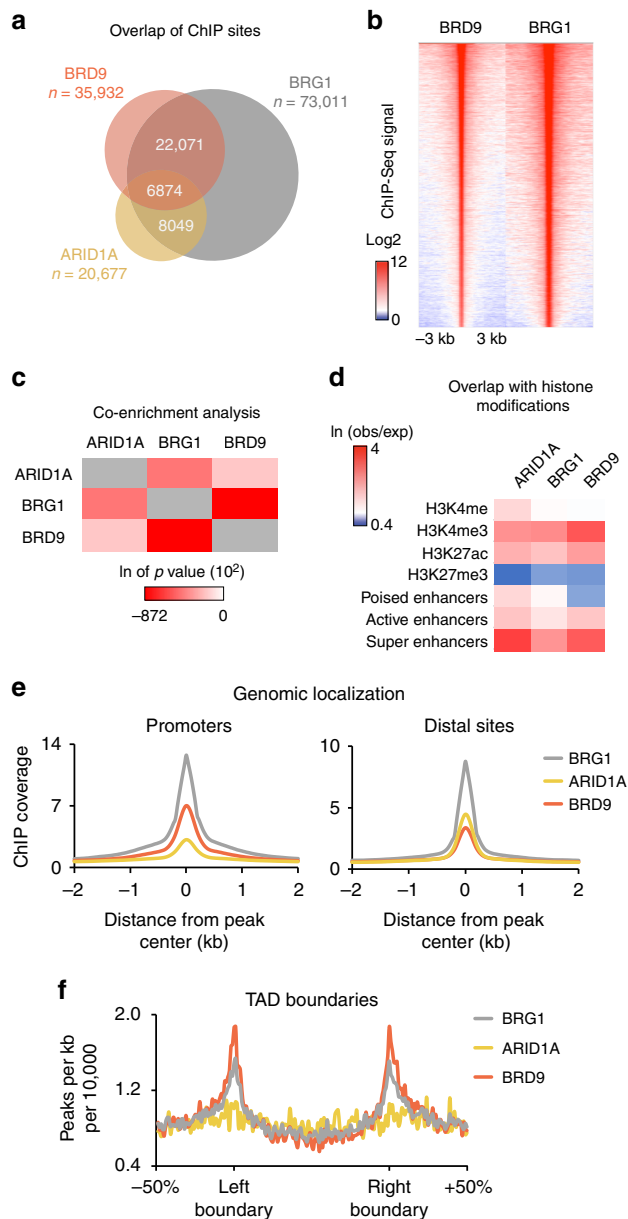 a
Overlap of ChIP sites
BRD9
n = 35,932
BRG1
n = 73,011
22,071
6874
8049
ARID1A
n = 20,677
b
BRD9 BRG1
ChIP-Seq signal
Log2
12
0
−3 kb 3 kb
c
Co-enrichment analysis
ARID1A BRG1 BRD9
ARID1A
BRG1
BRD9
ln of p value (10²)
−872 0
d
Overlap with histone
modifications
ln (obs/exp)
4
0.4
ARID1A BRG1 BRD9
H3K4me
H3K4me3
H3K27ac
H3K27me3
Poised enhancers
Active enhancers
Super enhancers
e
Genomic localization
Promoters
ChIP coverage
14
7
0
−2 −1 0 1 2
Distance from peak
center (kb)
Distal sites
10
5
0
−2 −1 0 1 2
Distance from peak
center (kb)
BRG1
ARID1A
BRD9
f
TAD boundaries
Peaks per kb
per 10,000
2.0
1.2
0.4
−50% Left
boundary
Right
boundary
+50%
BRG1
ARID1A
BRD9